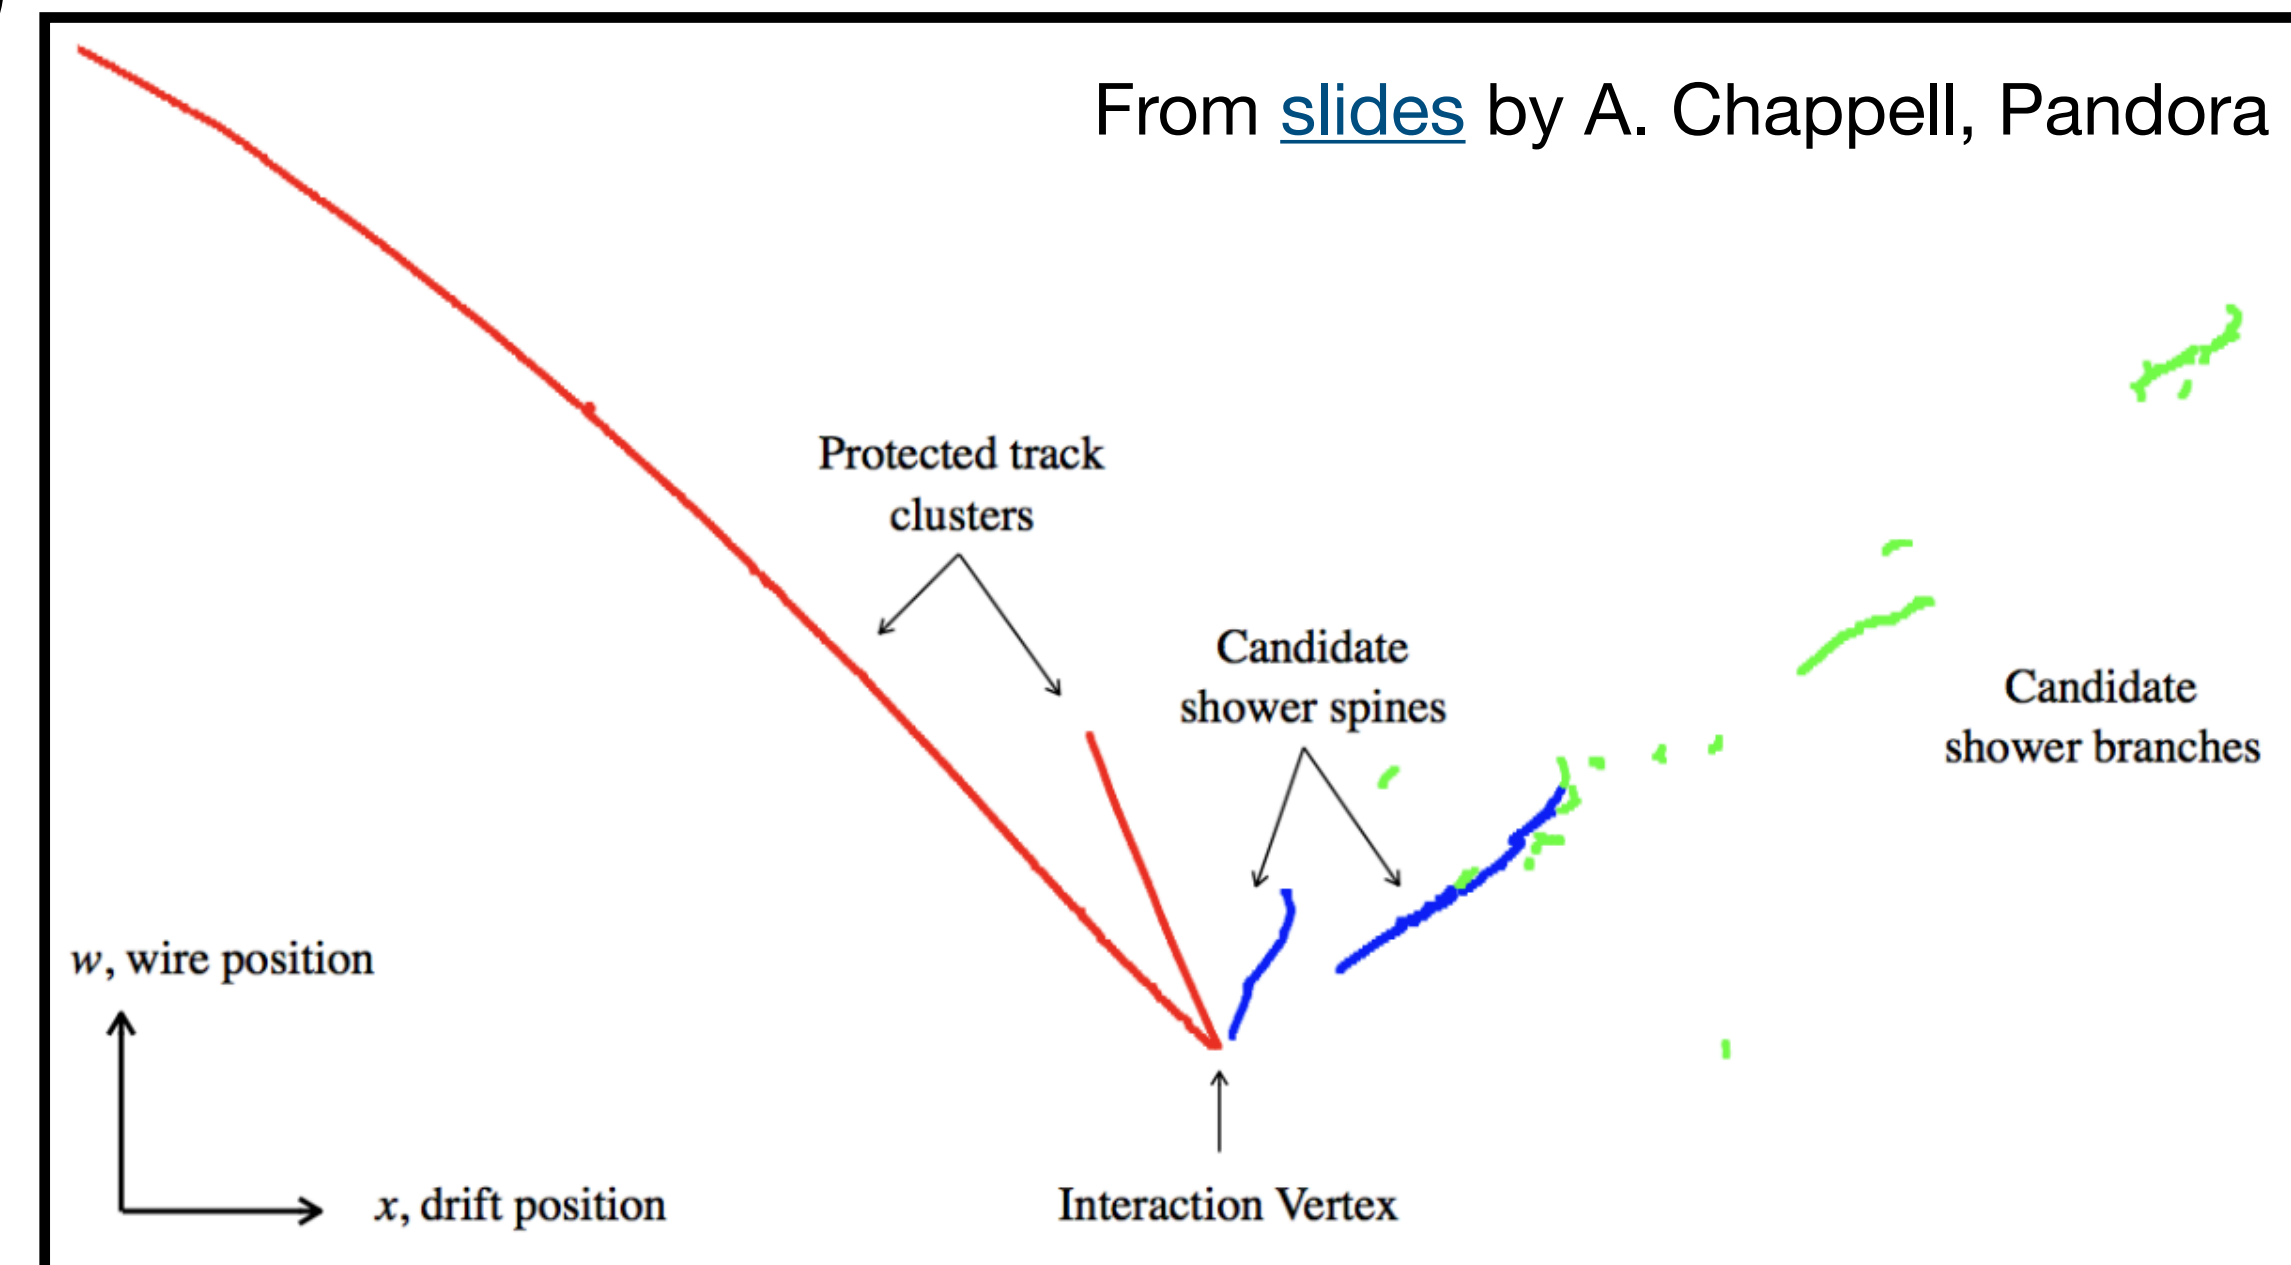 From slides by A. Chappell, Pandora
Protected track
clusters
Candidate
shower spines
Candidate
shower branches
w, wire position
x, drift position
Interaction Vertex